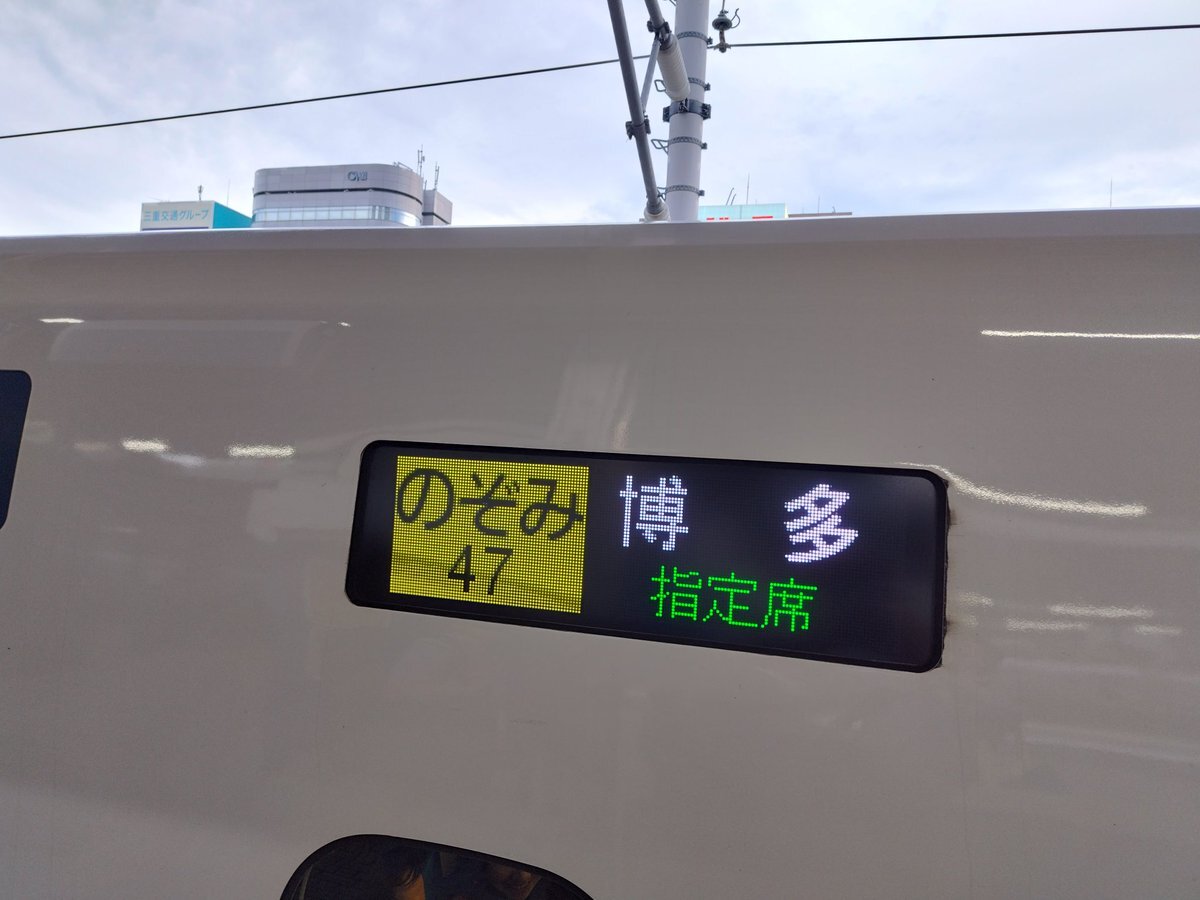 三重交通グループ
のぞみ
47
博多
指定席